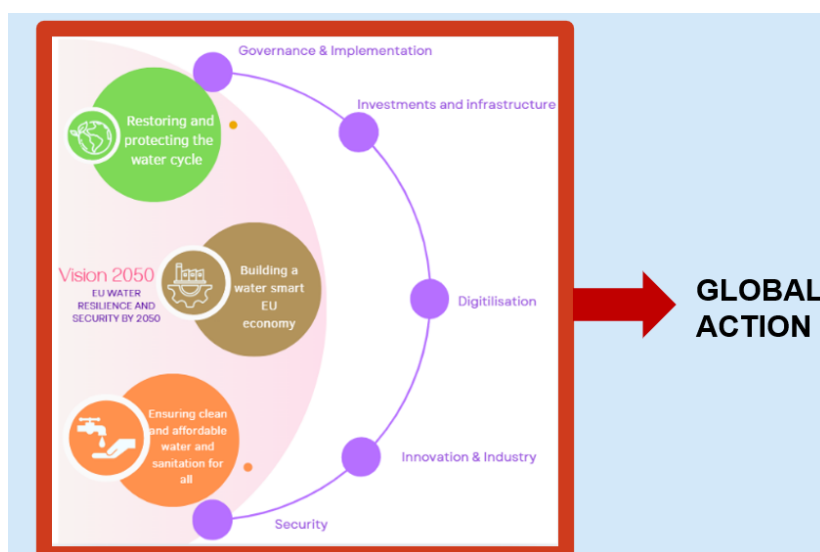 Governance & Implementation
Investments and infrastructure
Restoring and
protecting the
water cycle
Vision 2050
EU WATER
RESILIENCE AND
SECURITY BY 2050
Building a
water smart
EU
economy
Digitilisation
GLOBAL
ACTION
Ensuring clean
and affordable
water and
sanitation for
all
Innovation & Industry
Security